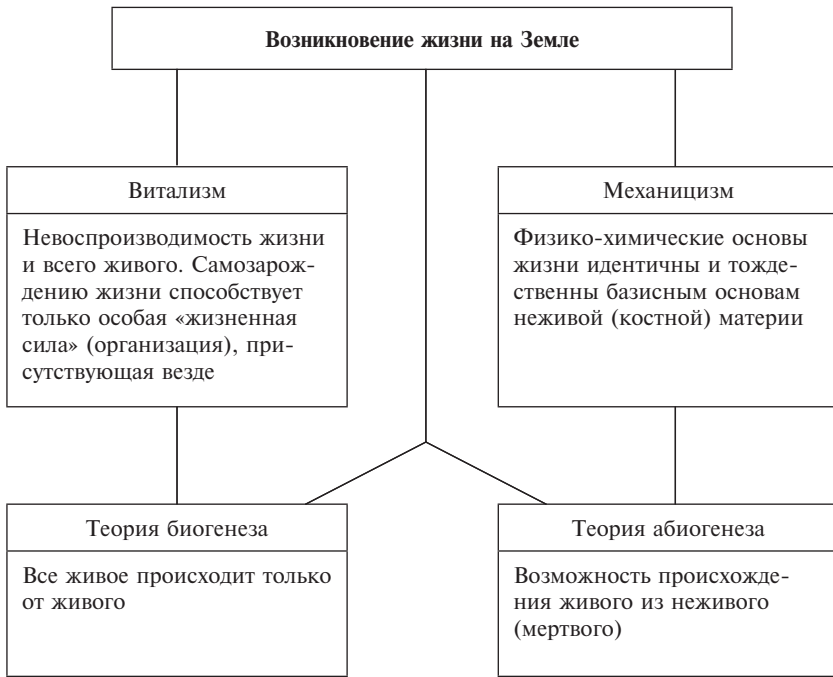 Возникновение жизни на Земле
Витализм
Невоспроизводимость жизни
и всего живого. Самозарож-
дению жизни способствует
только особая «жизненная
сила» (организация), при-
сутствующая везде
Механицизм
Физико-химические основы
жизни идентичны и тожде-
ственны базисным основам
неживой (костной) материи
Теория биогенеза
Все живое происходит только
от живого
Теория абиогенеза
Возможность происхожде-
ния живого из неживого
(мертвого)